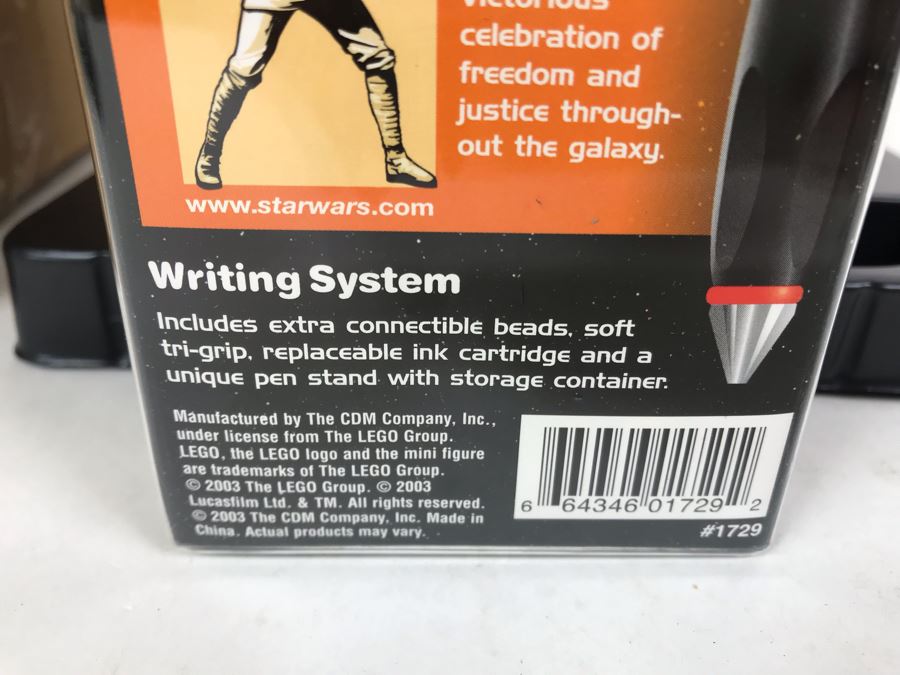 victorious
celebration of
freedom and
justice through-
out the galaxy.
www.starwars.com
Writing System
Includes extra connectible beads, soft
tri-grip, replaceable ink cartridge and a
unique pen stand with storage container.
Manufactured by The CDM Company, Inc.,
under license from The LEGO Group.
LEGO, the LEGO logo and the mini figure
are trademarks of The LEGO Group.
© 2003 The LEGO Group. © 2003
Lucasfilm Ltd. & TM. All rights reserved.
© 2003 The CDM Company, Inc. Made in
China. Actual products may vary.
6 64346 01729 2
#1729